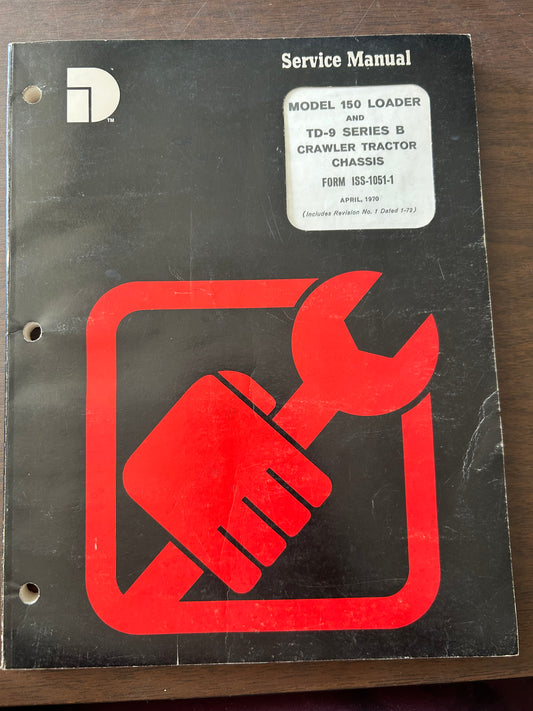 Service Manual
MODEL 150 LOADER
AND
TD-9 SERIES B
CRAWLER TRACTOR
CHASSIS
FORM ISS-1051-1
APRIL, 1970
(Includes Revision No. 1 Dated 1-72)
D
TM